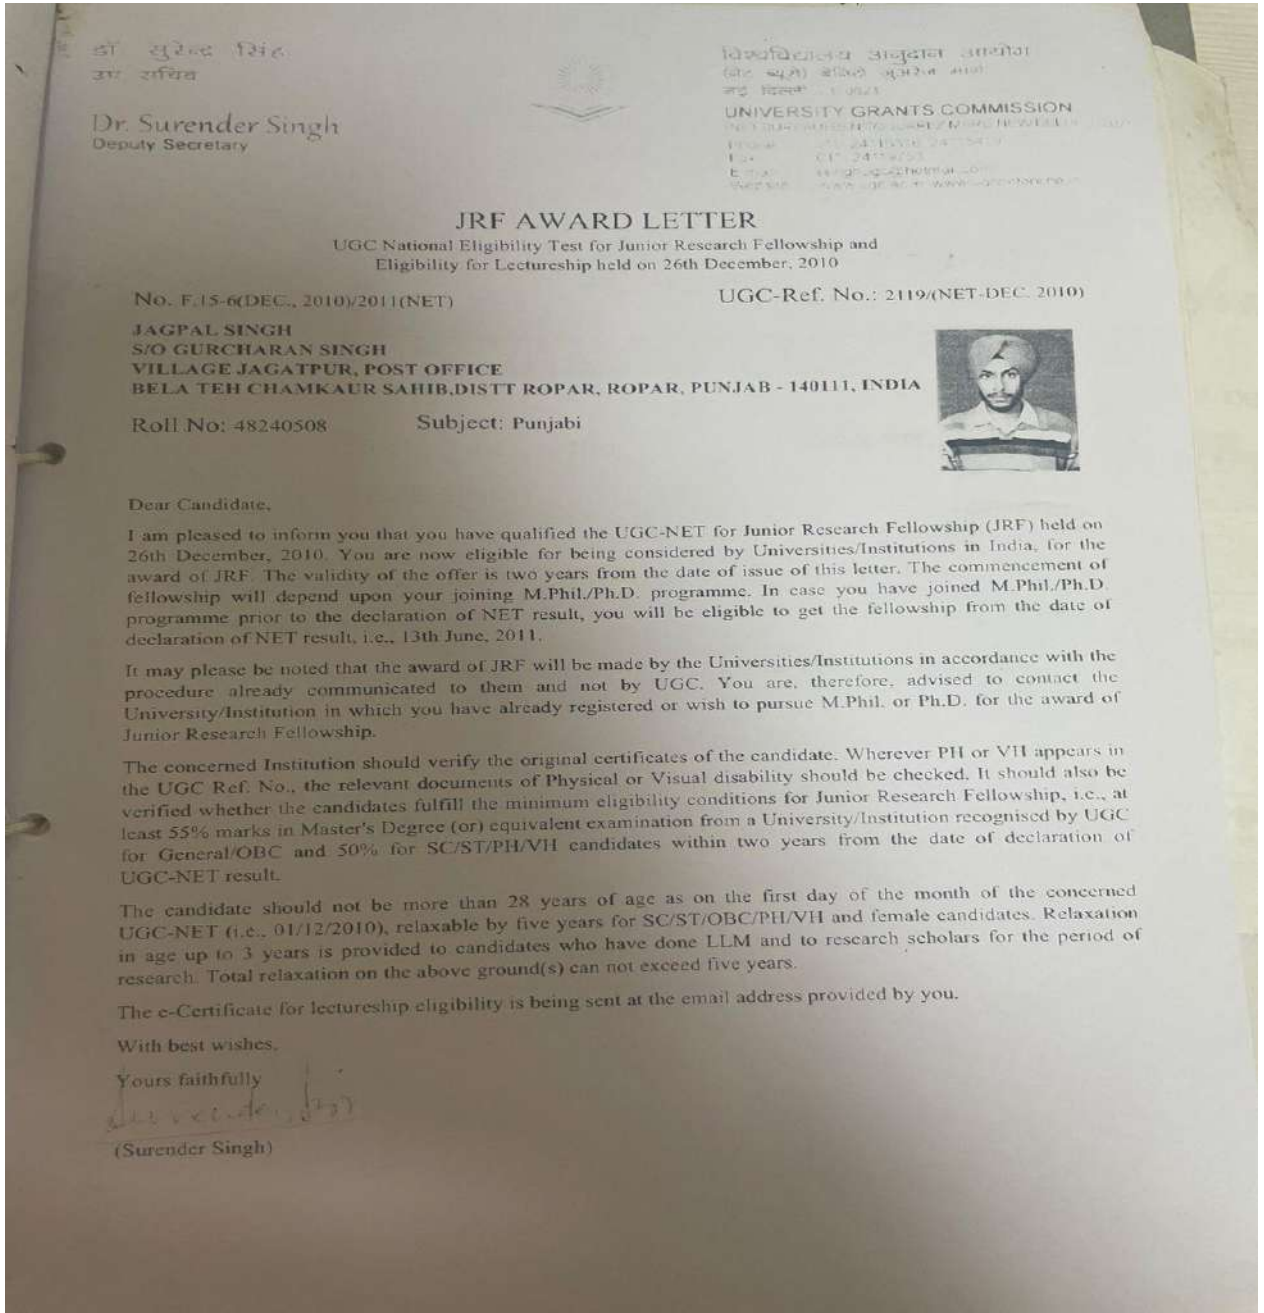 डॉ सुरेन्द्र सिंह
उप सचिव
Dr. Surender Singh
Deputy Secretary
विश्वविद्यालय अनुदान आयोग
नई दिल्ली
UNIVERSITY GRANTS COMMISSION
JRF AWARD LETTER
UGC National Eligibility Test for Junior Research Fellowship and
Eligibility for Lectureship held on 26th December, 2010
No. F.15-6(DEC., 2010)/2011(NET)
UGC-Ref. No.: 2119/(NET-DEC. 2010)
JAGPAL SINGH
S/O GURCHARAN SINGH
VILLAGE JAGATPUR, POST OFFICE
BELA TEH CHAMKAUR SAHIB,DISTT ROPAR, ROPAR, PUNJAB - 140111, INDIA
Roll No: 48240508 Subject: Punjabi
Dear Candidate,
I am pleased to inform you that you have qualified the UGC-NET for Junior Research Fellowship (JRF) held on
26th December, 2010. You are now eligible for being considered by Universities/Institutions in India, for the
award of JRF. The validity of the offer is two years from the date of issue of this letter. The commencement of
fellowship will depend upon your joining M.Phil./Ph.D. programme. In case you have joined M.Phil./Ph.D.
programme prior to the declaration of NET result, you will be eligible to get the fellowship from the date of
declaration of NET result, i.e., 13th June, 2011.
It may please be noted that the award of JRF will be made by the Universities/Institutions in accordance with the
procedure already communicated to them and not by UGC. You are, therefore, advised to contact the
University/Institution in which you have already registered or wish to pursue M.Phil. or Ph.D. for the award of
Junior Research Fellowship.
The concerned Institution should verify the original certificates of the candidate. Wherever PH or VH appears in
the UGC Ref. No., the relevant documents of Physical or Visual disability should be checked. It should also be
verified whether the candidates fulfill the minimum eligibility conditions for Junior Research Fellowship, i.e., at
least 55% marks in Master's Degree (or) equivalent examination from a University/Institution recognised by UGC
for General/OBC and 50% for SC/ST/PH/VH candidates within two years from the date of declaration of
UGC-NET result.
The candidate should not be more than 28 years of age as on the first day of the month of the concerned
UGC-NET (i.e., 01/12/2010), relaxable by five years for SC/ST/OBC/PH/VH and female candidates. Relaxation
in age up to 3 years is provided to candidates who have done LLM and to research scholars for the period of
research. Total relaxation on the above ground(s) can not exceed five years.
The e-Certificate for lectureship eligibility is being sent at the email address provided by you.
With best wishes,
Yours faithfully
(Surender Singh)